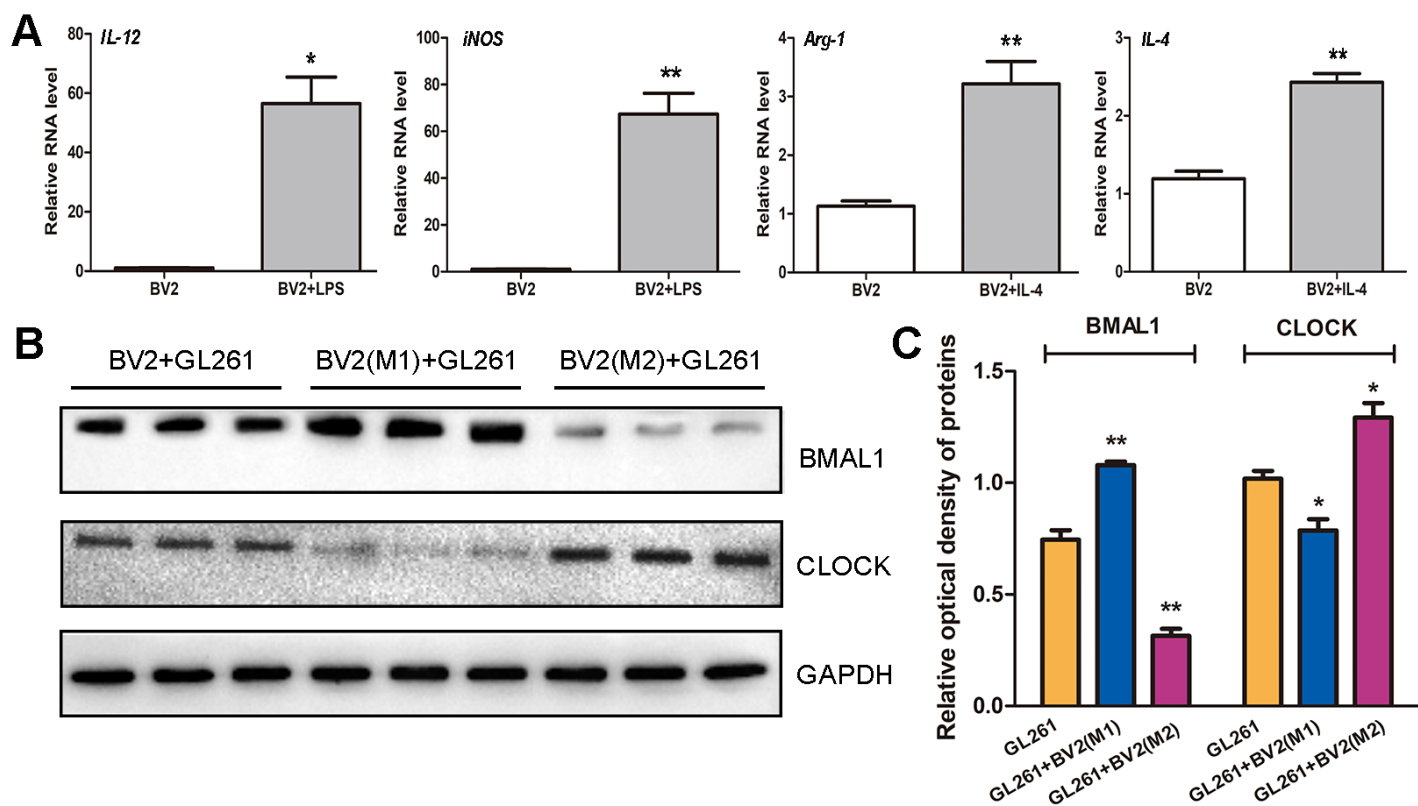 A
IL-12
Relative RNA level
80
60
40
20
0
*
BV2
BV2+LPS
iNOS
Relative RNA level
100
80
60
40
20
0
**
BV2
BV2+LPS
Arg-1
Relative RNA level
4
3
2
1
0
**
BV2
BV2+IL-4
IL-4
Relative RNA level
3
2
1
0
**
BV2
BV2+IL-4
B
BV2+GL261
BV2(M1)+GL261
BV2(M2)+GL261
BMAL1
CLOCK
GAPDH
C
BMAL1
CLOCK
Relative optical density of proteins
1.5
1.0
0.5
0.0
**
**
*
*
GL261
GL261+BV2(M1)
GL261+BV2(M2)
GL261
GL261+BV2(M1)
GL261+BV2(M2)